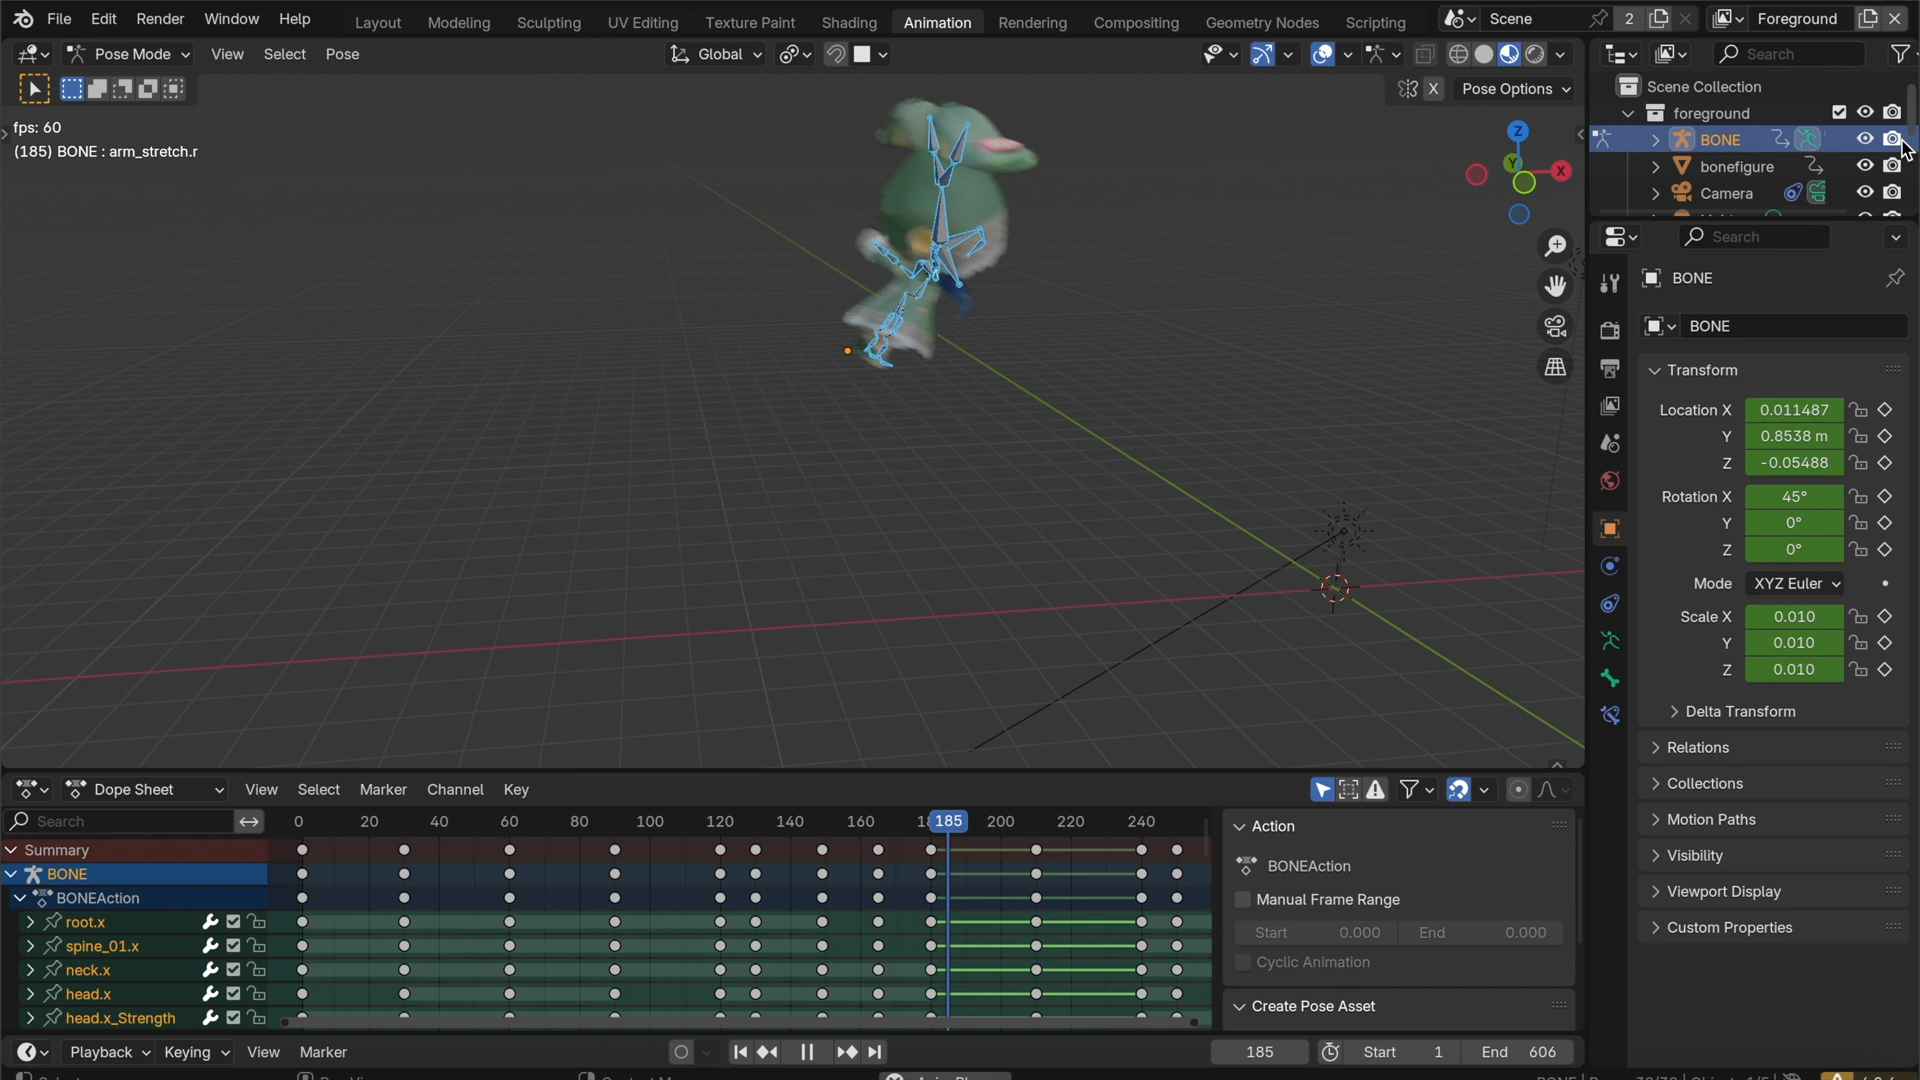 File Edit Render Window Help
Layout Modeling Sculpting UV Editing Texture Paint Shading Animation Rendering Compositing Geometry Nodes Scripting
Scene 2 Foreground
Pose Mode View Select Pose
Global
Search
X Pose Options
fps: 60
(185) BONE : arm_stretch.r
Z
Y
X
Scene Collection
foreground
BONE
bonefigure
Camera
Search
BONE
BONE
Transform
Location X 0.011487
Y 0.8538 m
Z -0.05488
Rotation X 45°
Y 0°
Z 0°
Mode XYZ Euler
Scale X 0.010
Y 0.010
Z 0.010
Delta Transform
Relations
Collections
Motion Paths
Visibility
Viewport Display
Custom Properties
Dope Sheet View Select Marker Channel Key
Search
0 20 40 60 80 100 120 140 160 185 200 220 240
Summary
BONE
BONEAction
root.x
spine_01.x
neck.x
head.x
head.x_Strength
Action
BONEAction
Manual Frame Range
Start 0.000 End 0.000
Cyclic Animation
Create Pose Asset
Playback Keying View Marker
185 Start 1 End 606